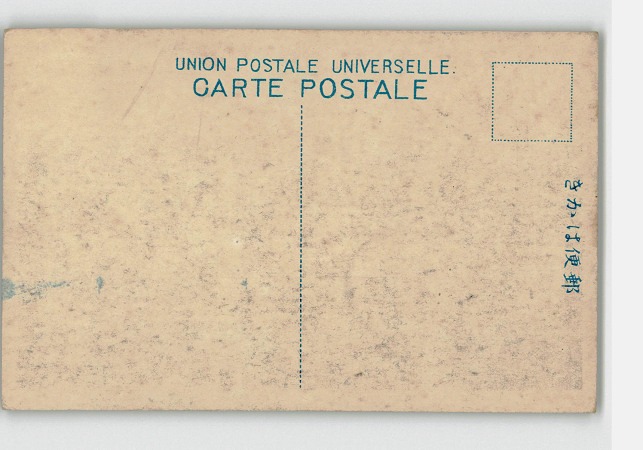 UNION POSTALE UNIVERSELLE.
CARTE POSTALE
きかは便郵